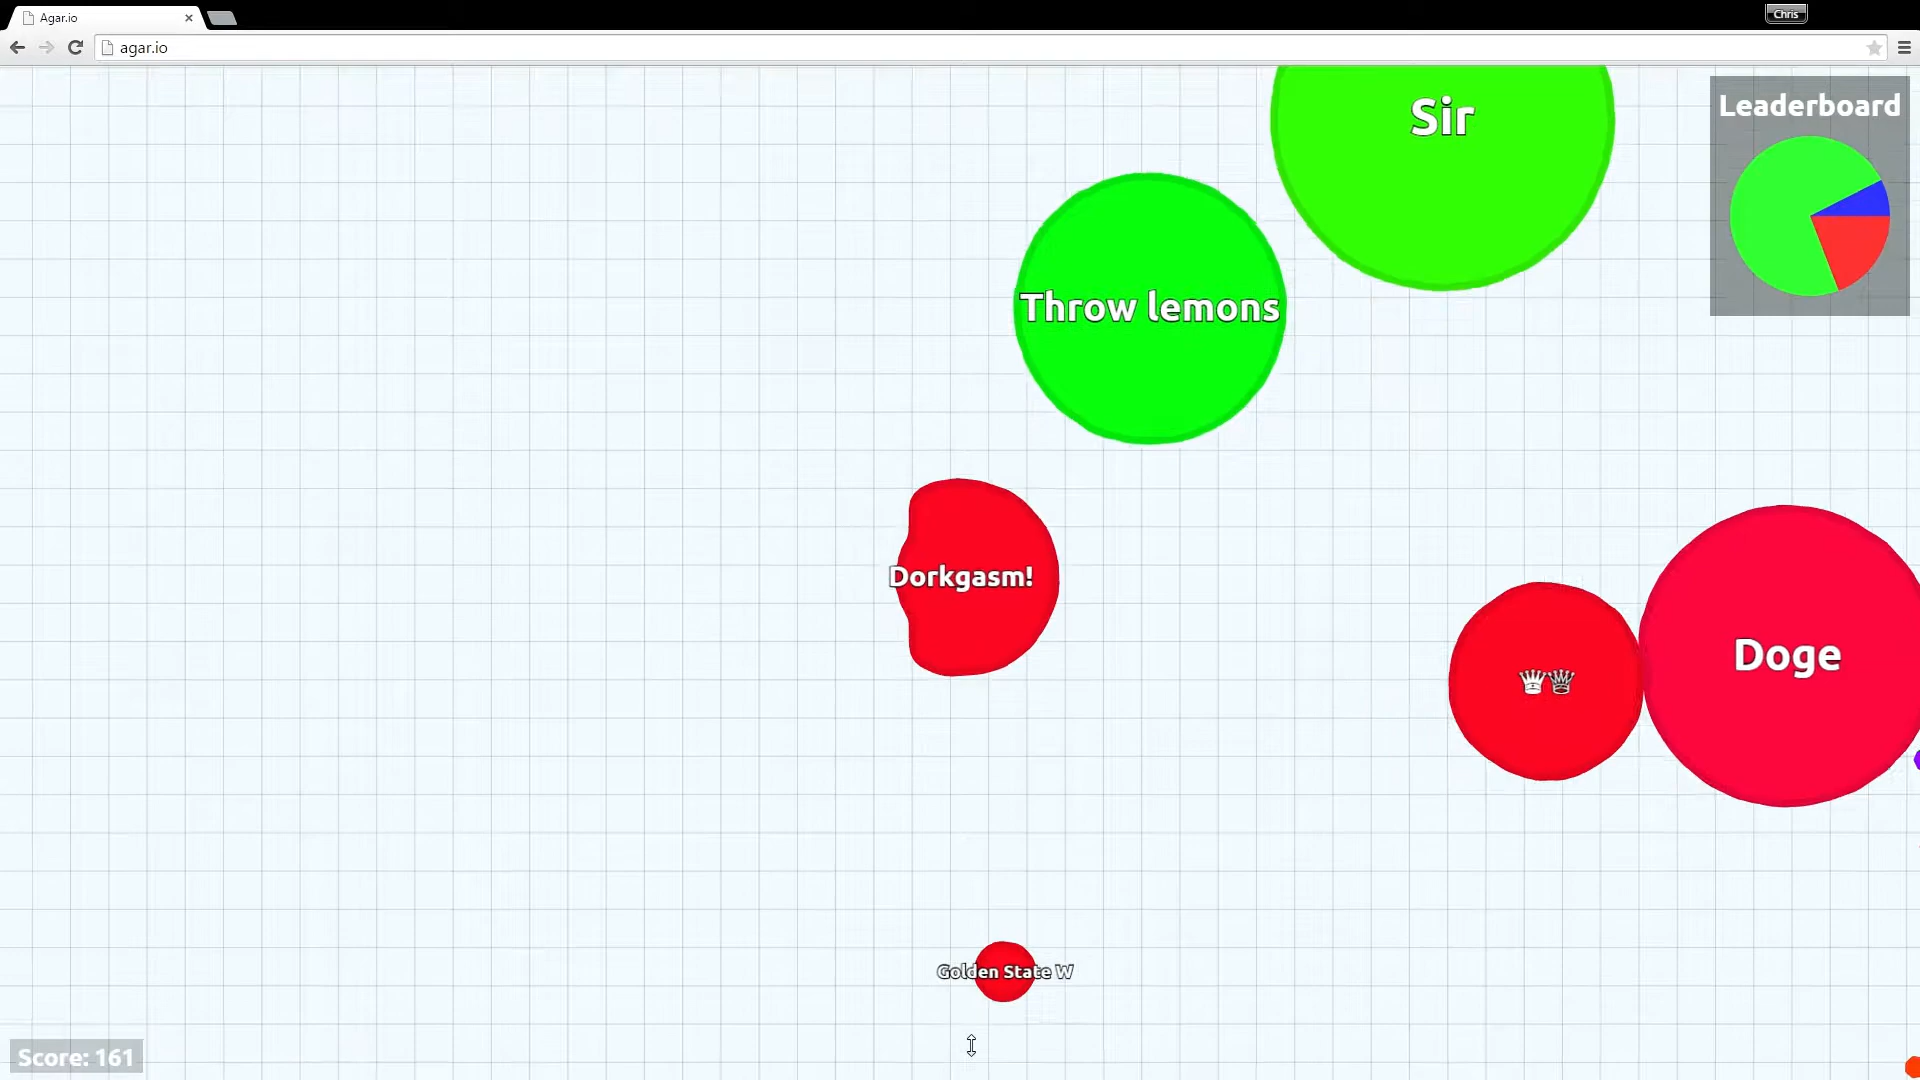 Agar.io
Chris
agar.io
Sir
Leaderboard
Throw lemons
Dorkgasm!
♛♛
Doge
Golden State W
Score: 161